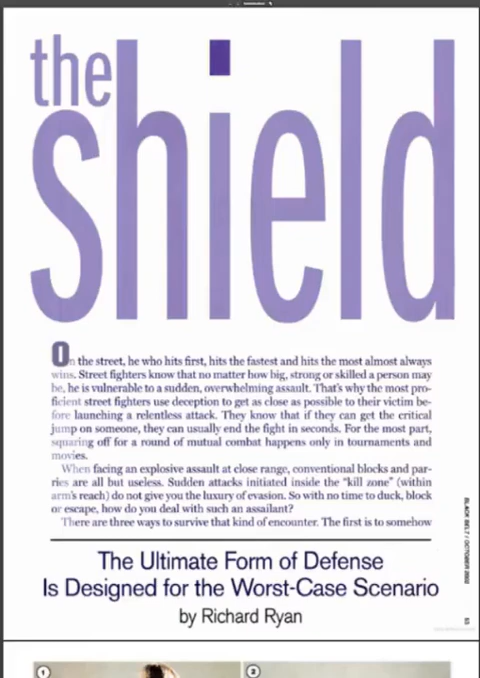 the
shield
On the street, he who hits first, hits the fastest and hits the most almost always
wins. Street fighters know that no matter how big, strong or skilled a person may
be, he is vulnerable to a sudden, overwhelming assault. That's why the most pro-
ficient street fighters use deception to get as close as possible to their victim be-
fore launching a relentless attack. They know that if they can get the critical
jump on someone, they can usually end the fight in seconds. For the most part,
squaring off for a round of mutual combat happens only in tournaments and
movies.
When facing an explosive assault at close range, conventional blocks and par-
ries are all but useless. Sudden attacks initiated inside the "kill zone" (within
arm's reach) do not give you the luxury of evasion. So with no time to duck, block
or escape, how do you deal with such an assailant?
There are three ways to survive that kind of encounter. The first is to somehow
The Ultimate Form of Defense
Is Designed for the Worst-Case Scenario
by Richard Ryan
BLACK BELT / OCTOBER 2002
53
1
2